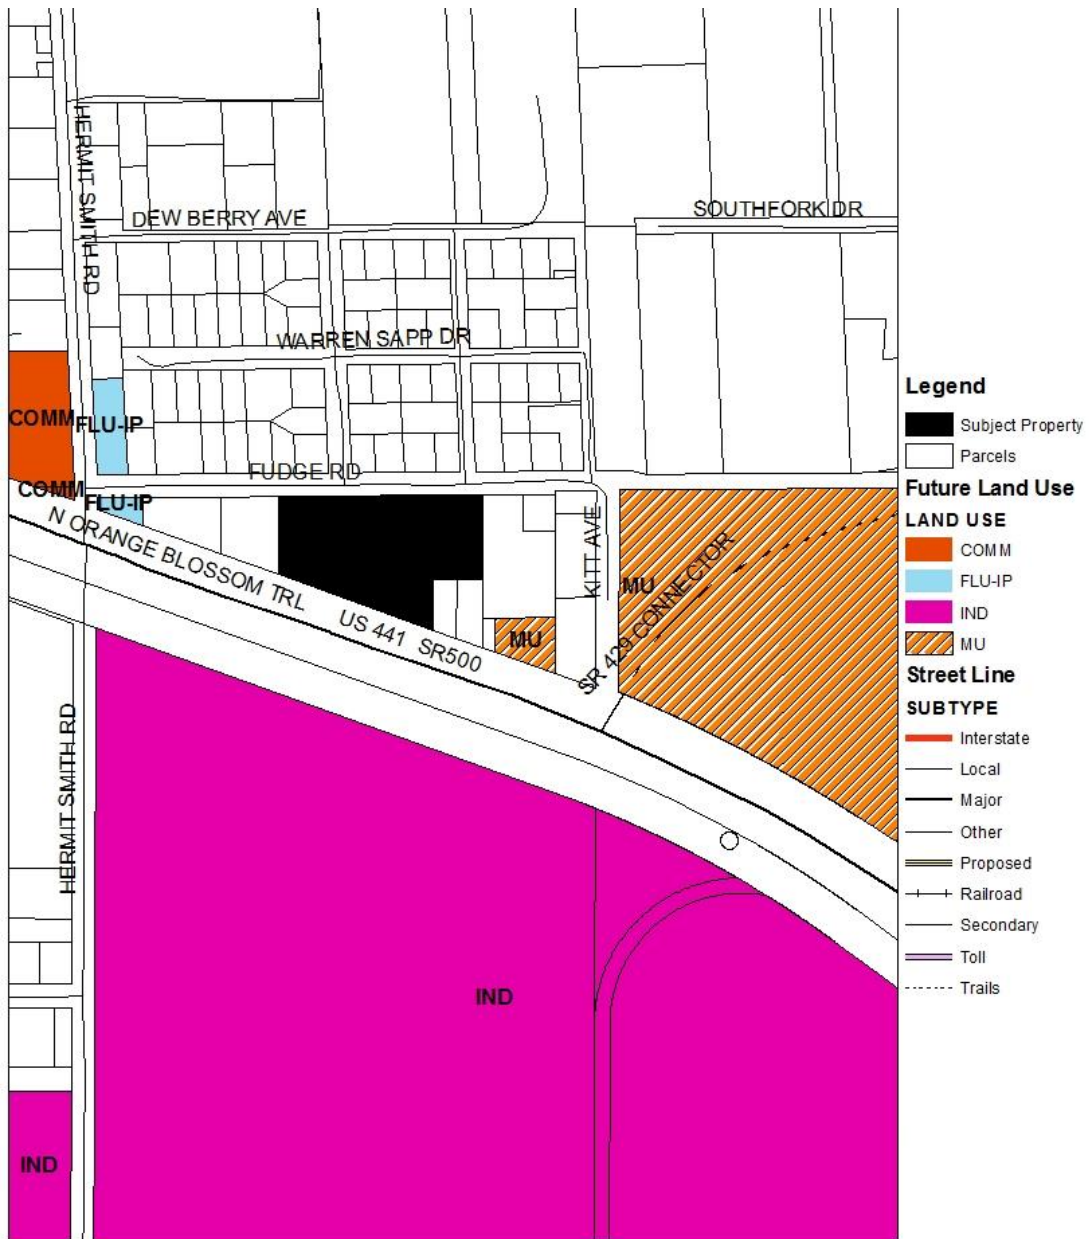 HERMIT SMITH RD
DEW BERRY AVE
SOUTHFORK DR
WARREN SAPP DR
COMM
FLU-IP
FUDGE RD
COMM
FLU-IP
N ORANGE BLOSSOM TRL
US 441 SR500
KITT AVE
MU
MU
SR 429 CONNECTOR
HERMIT SMITH RD
IND
IND
Legend
Subject Property
Parcels
Future Land Use
LAND USE
COMM
FLU-IP
IND
MU
Street Line
SUBTYPE
Interstate
Local
Major
Other
Proposed
Railroad
Secondary
Toll
Trails